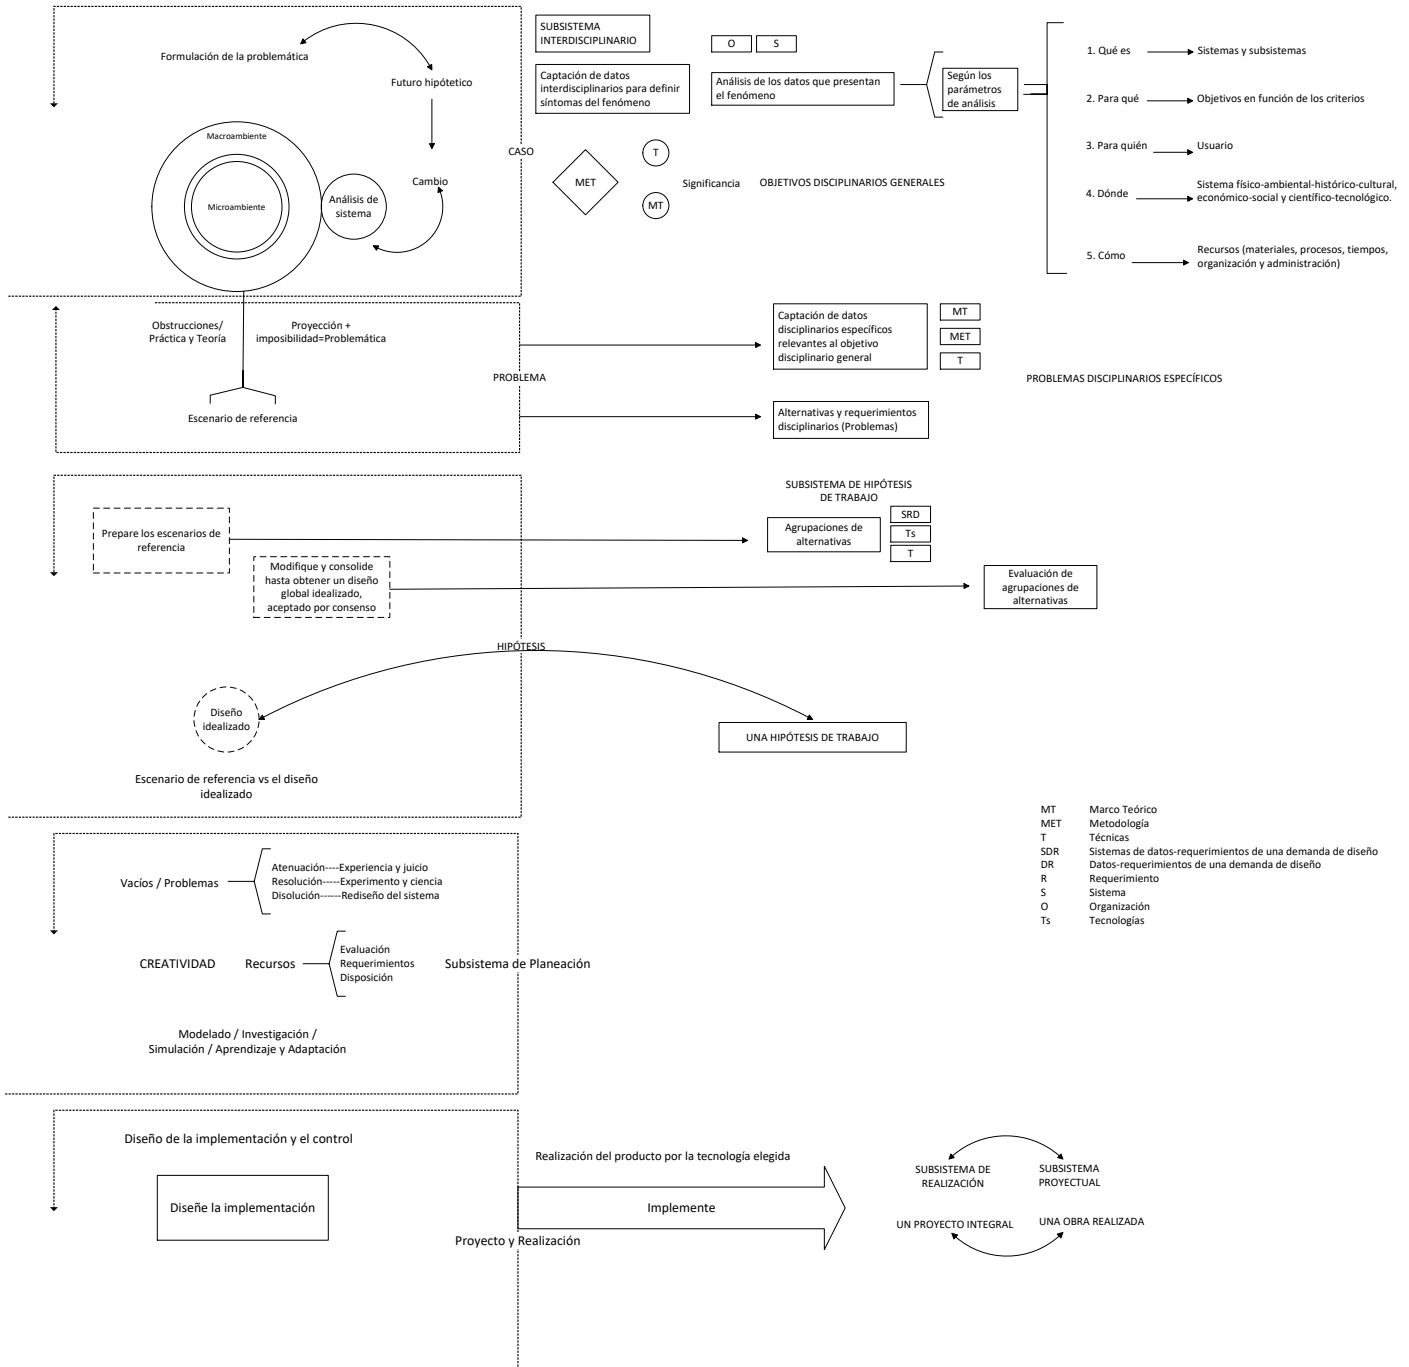 Formulación de la problemática
Futuro hipótetico
Macroambiente
Microambiente
Análisis de
sistema
Cambio
CASO
SUBSISTEMA
INTERDISCIPLINARIO
O
S
Captación de datos
interdisciplinarios para definir
síntomas del fenómeno
Análisis de los datos que presentan
el fenómeno
Según los
parámetros
de análisis
1. Qué es
Sistemas y subsistemas
2. Para qué
Objetivos en función de los criterios
3. Para quién
Usuario
4. Dónde
Sistema físico-ambiental-histórico-cultural,
económico-social y científico-tecnológico.
5. Cómo
Recursos (materiales, procesos, tiempos,
organización y administración)
MET
T
MT
Significancia
OBJETIVOS DISCIPLINARIOS GENERALES
Obstrucciones/
Práctica y Teoría
Proyección +
imposibilidad=Problemática
Escenario de referencia
PROBLEMA
Captación de datos
disciplinarios específicos
relevantes al objetivo
disciplinario general
MT
MET
T
PROBLEMAS DISCIPLINARIOS ESPECÍFICOS
Alternativas y requerimientos
disciplinarios (Problemas)
Prepare los escenarios de
referencia
Modifique y consolide
hasta obtener un diseño
global idealizado,
aceptado por consenso
SUBSISTEMA DE HIPÓTESIS
DE TRABAJO
Agrupaciones de
alternativas
SRD
Ts
T
Evaluación de
agrupaciones de
alternativas
HIPÓTESIS
Diseño
idealizado
UNA HIPÓTESIS DE TRABAJO
Escenario de referencia vs el diseño
idealizado
MT Marco Teórico
MET Metodología
T Técnicas
SDR Sistemas de datos-requerimientos de una demanda de diseño
DR Datos-requerimientos de una demanda de diseño
R Requerimiento
S Sistema
O Organización
Ts Tecnologías
Vacíos / Problemas
Atenuación----Experiencia y juicio
Resolución-----Experimento y ciencia
Disolución------Rediseño del sistema
CREATIVIDAD
Recursos
Evaluación
Requerimientos
Disposición
Subsistema de Planeación
Modelado / Investigación /
Simulación / Aprendizaje y Adaptación
Diseño de la implementación y el control
Diseñe la implementación
Realización del producto por la tecnología elegida
Implemente
Proyecto y Realización
SUBSISTEMA DE
REALIZACIÓN
SUBSISTEMA
PROYECTUAL
UN PROYECTO INTEGRAL
UNA OBRA REALIZADA